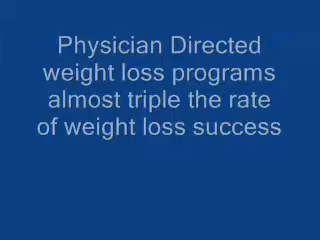 Physician Directed
weight loss programs
almost triple the rate
of weight loss success